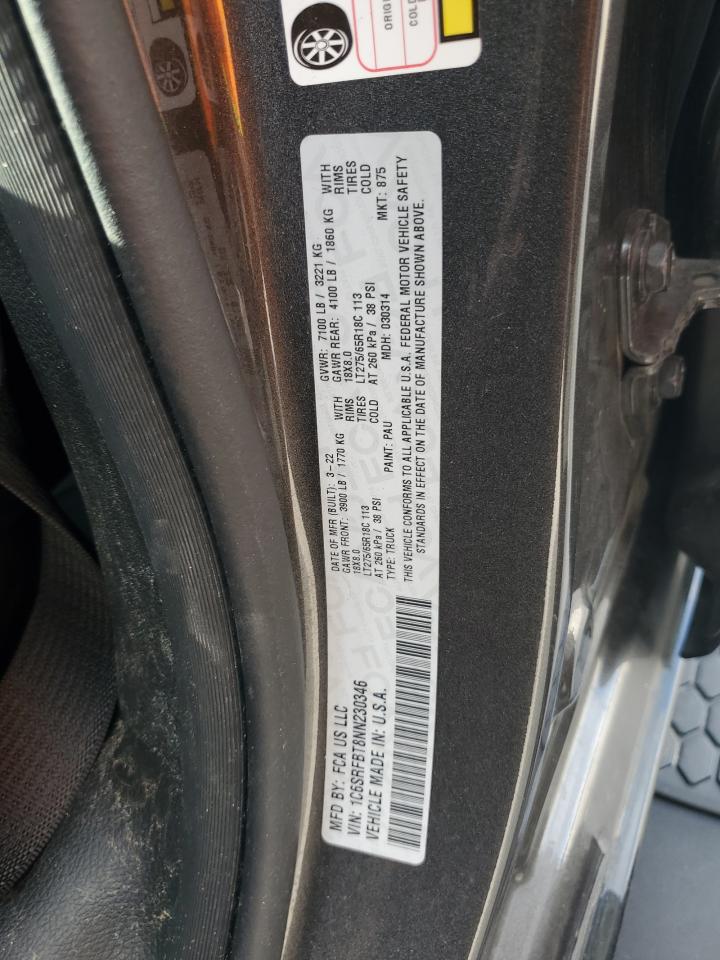 ORIGI
COLD
MFD BY: FCA US LLC
VIN: 1C6SRFBT8NN230346
VEHICLE MADE IN: U.S.A.
DATE OF MFR (BUILT): 3-22 GVWR: 7100 LB / 3221 KG
GAWR FRONT: 3900 LB / 1770 KG WITH GAWR REAR: 4100 LB / 1860 KG WITH
18X8.0 RIMS 18X8.0 RIMS
LT275/65R18C 113 TIRES LT275/65R18C 113 TIRES
AT 260 kPa / 38 PSI COLD AT 260 kPa / 38 PSI COLD
TYPE: TRUCK PAINT: PAU MDH: 030314 MKT: 875
THIS VEHICLE CONFORMS TO ALL APPLICABLE U.S.A. FEDERAL MOTOR VEHICLE SAFETY
STANDARDS IN EFFECT ON THE DATE OF MANUFACTURE SHOWN ABOVE.